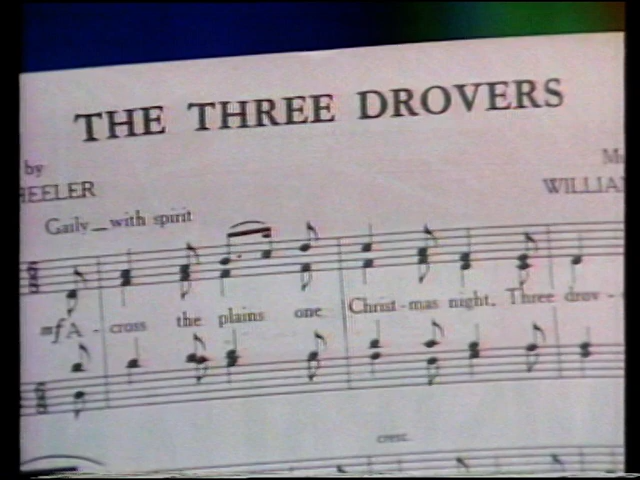 THE THREE DROVERS
by
HEELER
M
WILLIA
Gaily — with spirit
mf A - cross the plains one Christ - mas night, Three drov -
cresc.